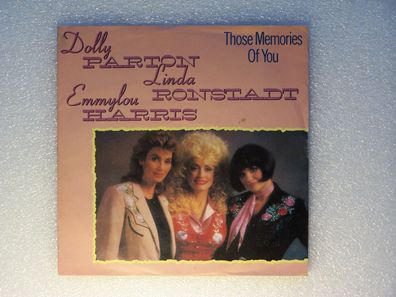 Dolly
PARTON
Linda
RONSTADT
Emmylou
HARRIS
Those Memories
Of You